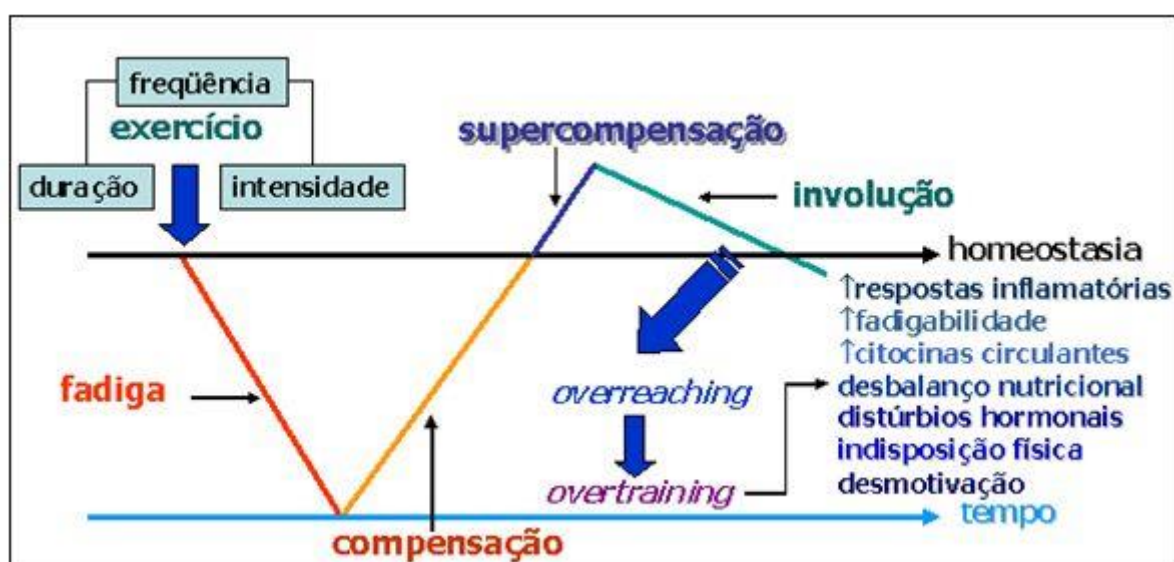 freqüência
exercício
duração
intensidade
supercompensação
involução
homeostasia
↑respostas inflamatórias
↑fadigabilidade
↑citocinas circulantes
desbalanço nutricional
distúrbios hormonais
indisposição física
desmotivação
fadiga
overreaching
overtraining
compensação
tempo